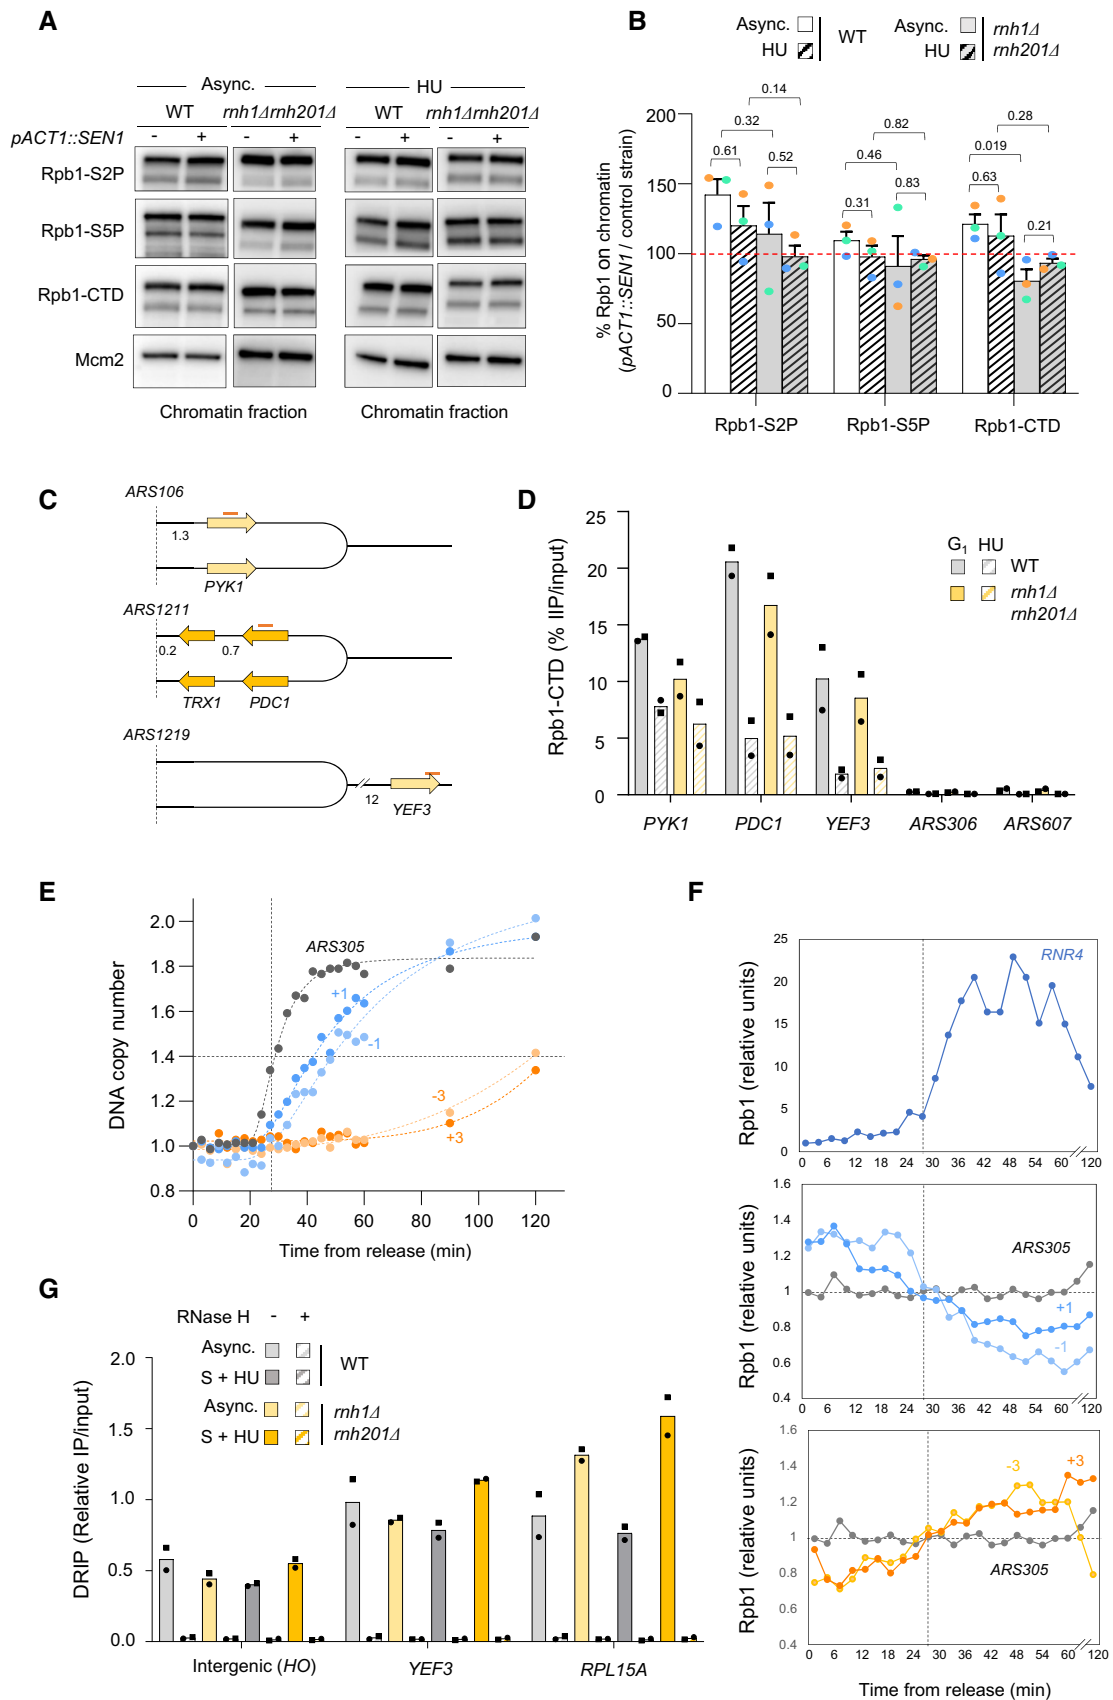 A
Async.
HU
WT
rnh1Δrnh201Δ
WT
rnh1Δrnh201Δ
pACT1::SEN1
-
+
-
+
-
+
-
+
Rpb1-S2P
Rpb1-S5P
Rpb1-CTD
Mcm2
Chromatin fraction
Chromatin fraction
B
Async.
HU
WT
Async.
HU
rnh1Δ
rnh201Δ
% Rpb1 on chromatin
(pACT1::SEN1 / control strain)
200
150
100
50
0
0.14
0.32
0.61
0.52
0.82
0.46
0.31
0.83
0.28
0.019
0.63
0.21
Rpb1-S2P
Rpb1-S5P
Rpb1-CTD
C
ARS106
1.3
PYK1
ARS1211
0.2
0.7
TRX1
PDC1
ARS1219
12
YEF3
D
Rpb1-CTD (% IIP/input)
25
20
15
10
5
0
G1 HU
WT
rnh1Δ
rnh201Δ
PYK1
PDC1
YEF3
ARS306
ARS607
E
DNA copy number
2.0
1.8
1.6
1.4
1.2
1.0
0.8
ARS305
+1
-1
-3
+3
0
20
40
60
80
100
120
Time from release (min)
F
Rpb1 (relative units)
25
20
15
10
5
0
RNR4
0 6 12 18 24 30 36 42 48 54 60 120
Rpb1 (relative units)
1.6
1.4
1.2
1
0.8
0.6
0.4
ARS305
+1
-1
0 6 12 18 24 30 36 42 48 54 60 120
Rpb1 (relative units)
1.6
1.4
1.2
1
0.8
0.6
0.4
-3
+3
ARS305
0 6 12 18 24 30 36 42 48 54 60 120
Time from release (min)
G
RNase H - +
Async.
S + HU
WT
Async.
S + HU
rnh1Δ
rnh201Δ
DRIP (Relative IP/input)
2.0
1.5
1.0
0.5
0.0
Intergenic (HO)
YEF3
RPL15A